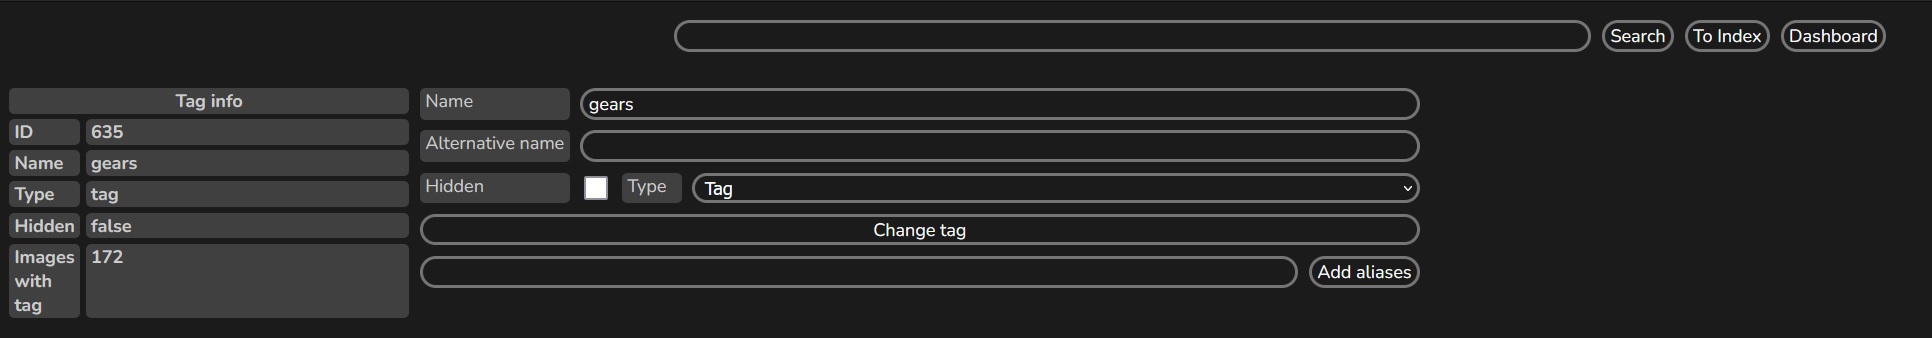 Search To Index Dashboard
Tag info
ID 635
Name gears
Type tag
Hidden false
Images with tag 172
Name gears
Alternative name
Hidden Type Tag
Change tag
Add aliases